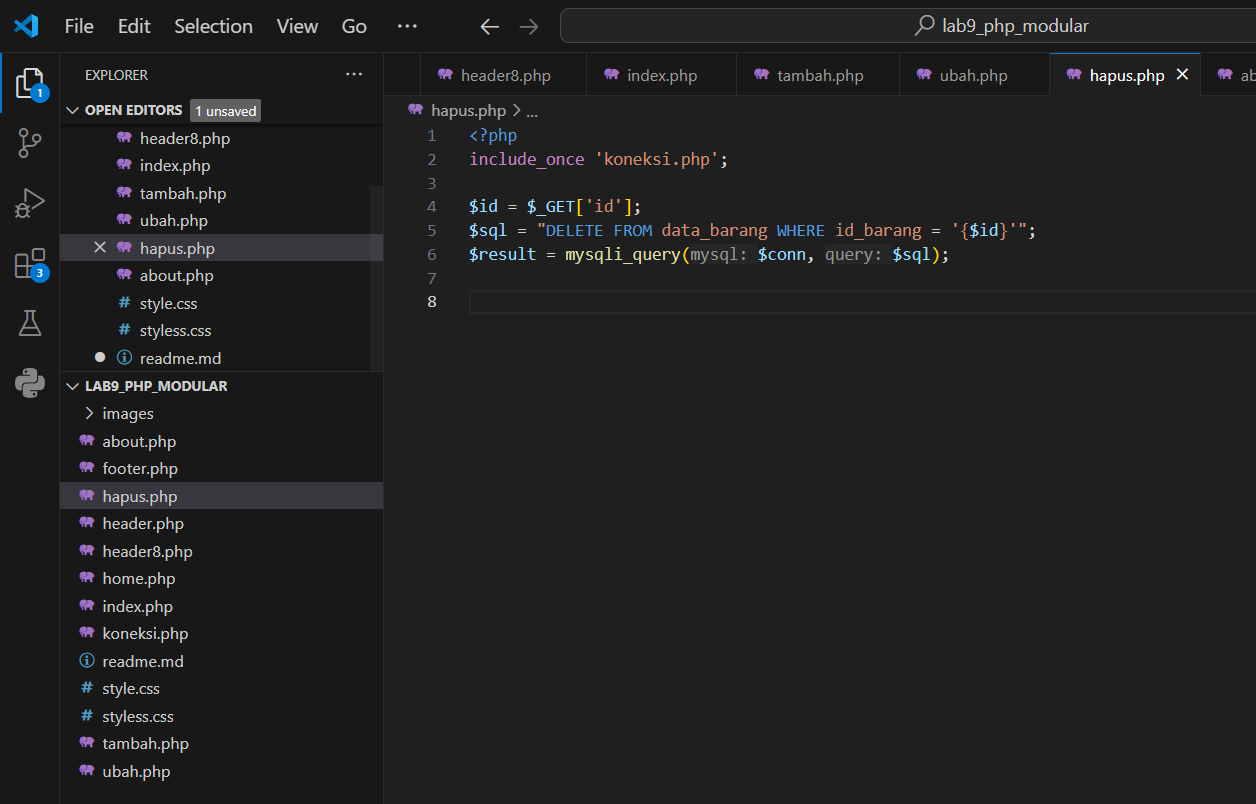 File Edit Selection View Go ··· ← → lab9_php_modular
EXPLORER ···
OPEN EDITORS 1 unsaved
header8.php
index.php
tambah.php
ubah.php
hapus.php
about.php
# style.css
# styless.css
readme.md
LAB9_PHP_MODULAR
images
about.php
footer.php
hapus.php
header.php
header8.php
home.php
index.php
koneksi.php
readme.md
# style.css
# styless.css
tambah.php
ubah.php
1
3
header8.php index.php tambah.php ubah.php hapus.php ab
hapus.php > ...
1 <?php
2 include_once 'koneksi.php';
3
4 $id = $_GET['id'];
5 $sql = "DELETE FROM data_barang WHERE id_barang = '{$id}'";
6 $result = mysqli_query(mysql: $conn, query: $sql);
7
8